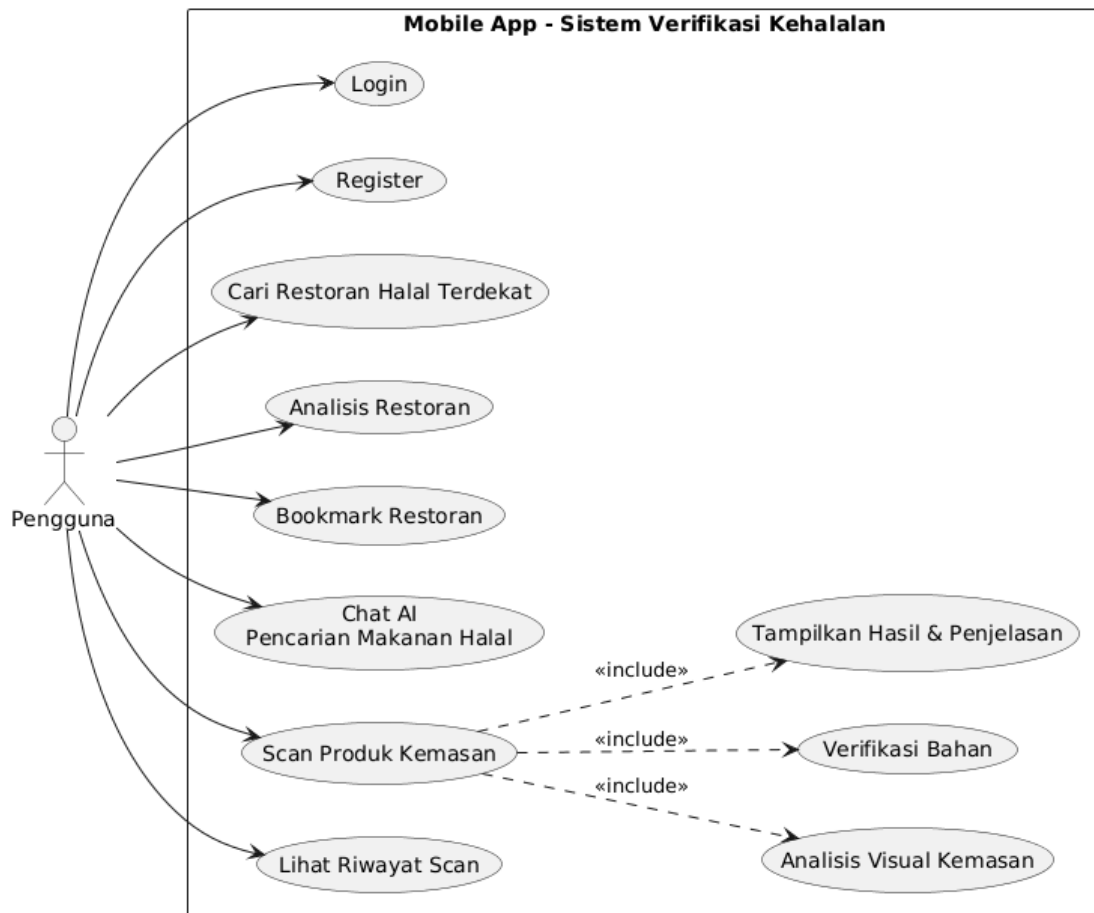 Mobile App - Sistem Verifikasi Kehalalan
Login
Register
Cari Restoran Halal Terdekat
Analisis Restoran
Bookmark Restoran
Pengguna
Chat AI
Pencarian Makanan Halal
Scan Produk Kemasan
Lihat Riwayat Scan
«include»
«include»
«include»
Tampilkan Hasil & Penjelasan
Verifikasi Bahan
Analisis Visual Kemasan